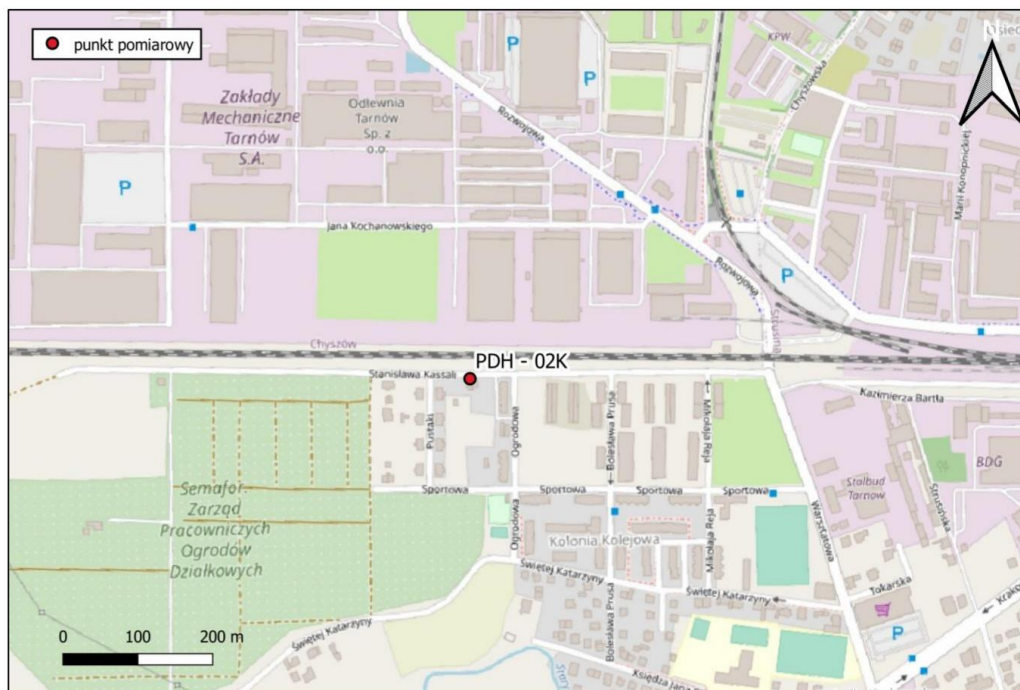 punkt pomiarowy
P
P
KPW
N
Chyszowska
Zakłady
Mechaniczne
Tarnów
S.A.
Odlewnia
Tarnów
Sp. z
o.o.
Rozwojowa
Marii Konopnickiej
P
P
Jana Kochanowskiego
Rozwojowa
P
Chyszów
PDH - 02K
Stanisława Kassali
Kazimierza Bartla
Pustaki
Ogrodowa
Bolesława Prusa
Mikołaja Reja
BDG
Stalbud
Tarnów
Strusińska
Sportowa
Sportowa
Sportowa
Sportowa
Semafor
Zarząd
Pracowniczych
Ogrodów
Działkowych
Ogrodowa
Kolonia Kolejowa
Mikołaja Reja
Warsztatowa
Świętej Katarzyny
Świętej Katarzyny
Tokarska
Bolesława Prusa
Świętej Katarzyny
P
0 100 200 m